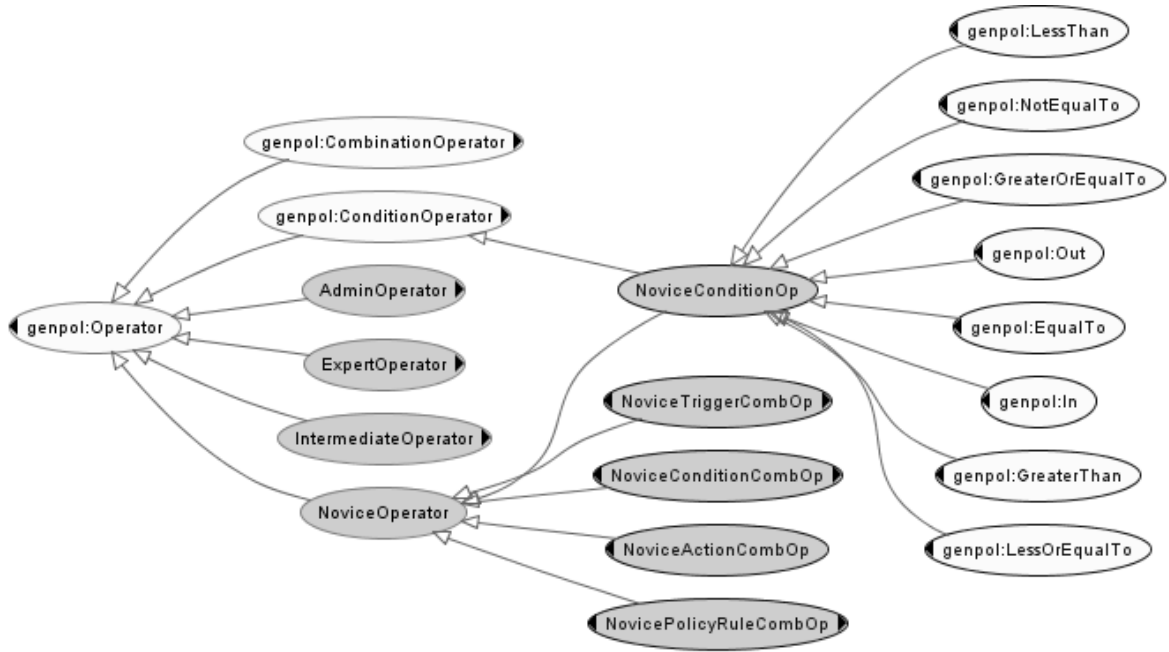 genpol:LessThan
genpol:NotEqualTo
genpol:CombinationOperator
genpol:GreaterOrEqualTo
genpol:ConditionOperator
genpol:Out
AdminOperator
NoviceConditionOp
genpol:Operator
genpol:EqualTo
ExpertOperator
NoviceTriggerCombOp
genpol:In
IntermediateOperator
NoviceConditionCombOp
genpol:GreaterThan
NoviceOperator
NoviceActionCombOp
genpol:LessOrEqualTo
NovicePolicyRuleCombOp